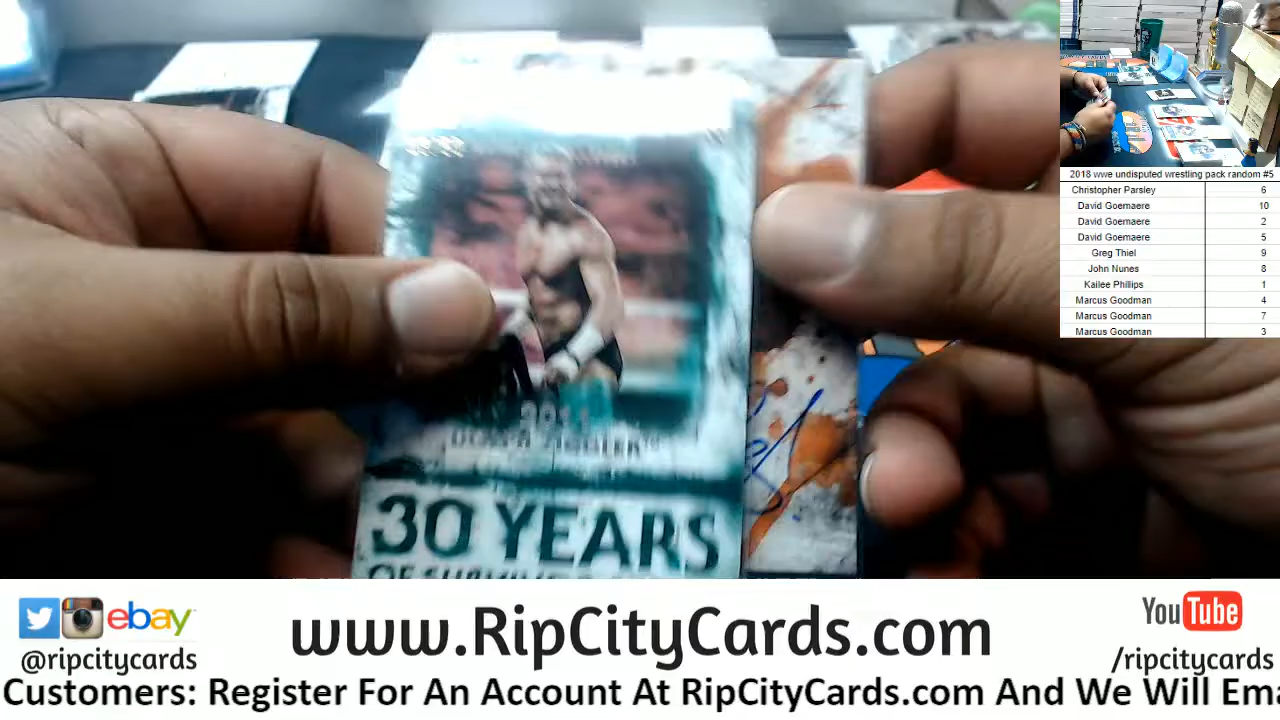 2018 wwe undisputed wrestling pack random #5
Christopher Parsley 6
David Goemaere 10
David Goemaere 2
David Goemaere 5
Greg Thiel 9
John Nunes 8
Kailee Phillips 1
Marcus Goodman 4
Marcus Goodman 7
Marcus Goodman 3
2011
30 YEARS
ebay
www.RipCityCards.com
YouTube
@ripcitycards
/ripcitycards
Customers: Register For An Account At RipCityCards.com And We Will Ema